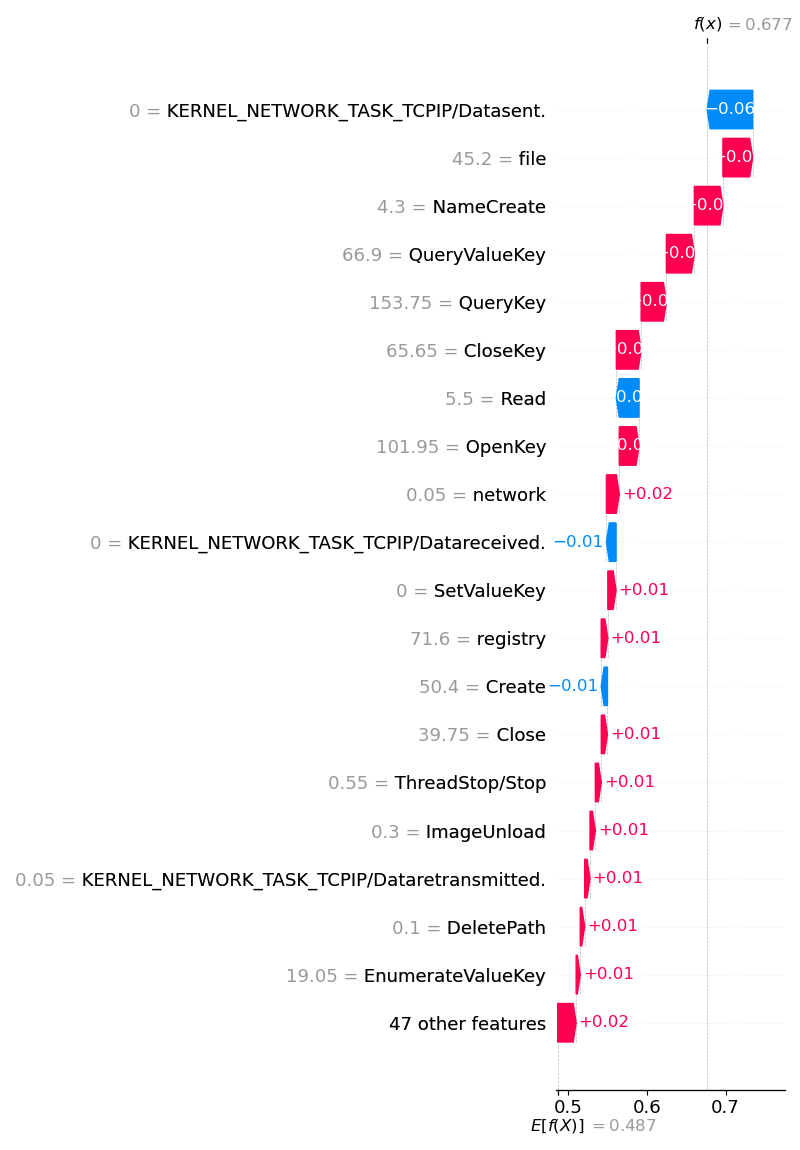 f(x) = 0.677
0 = KERNEL_NETWORK_TASK_TCPIP/Datasent. −0.06
45.2 = file
4.3 = NameCreate
66.9 = QueryValueKey
153.75 = QueryKey
65.65 = CloseKey
5.5 = Read
101.95 = OpenKey
0.05 = network +0.02
0 = KERNEL_NETWORK_TASK_TCPIP/Datareceived. −0.01
0 = SetValueKey +0.01
71.6 = registry +0.01
50.4 = Create −0.01
39.75 = Close +0.01
0.55 = ThreadStop/Stop +0.01
0.3 = ImageUnload +0.01
0.05 = KERNEL_NETWORK_TASK_TCPIP/Dataretransmitted. +0.01
0.1 = DeletePath +0.01
19.05 = EnumerateValueKey +0.01
47 other features +0.02
0.5 0.6 0.7
E[f(X)] = 0.487